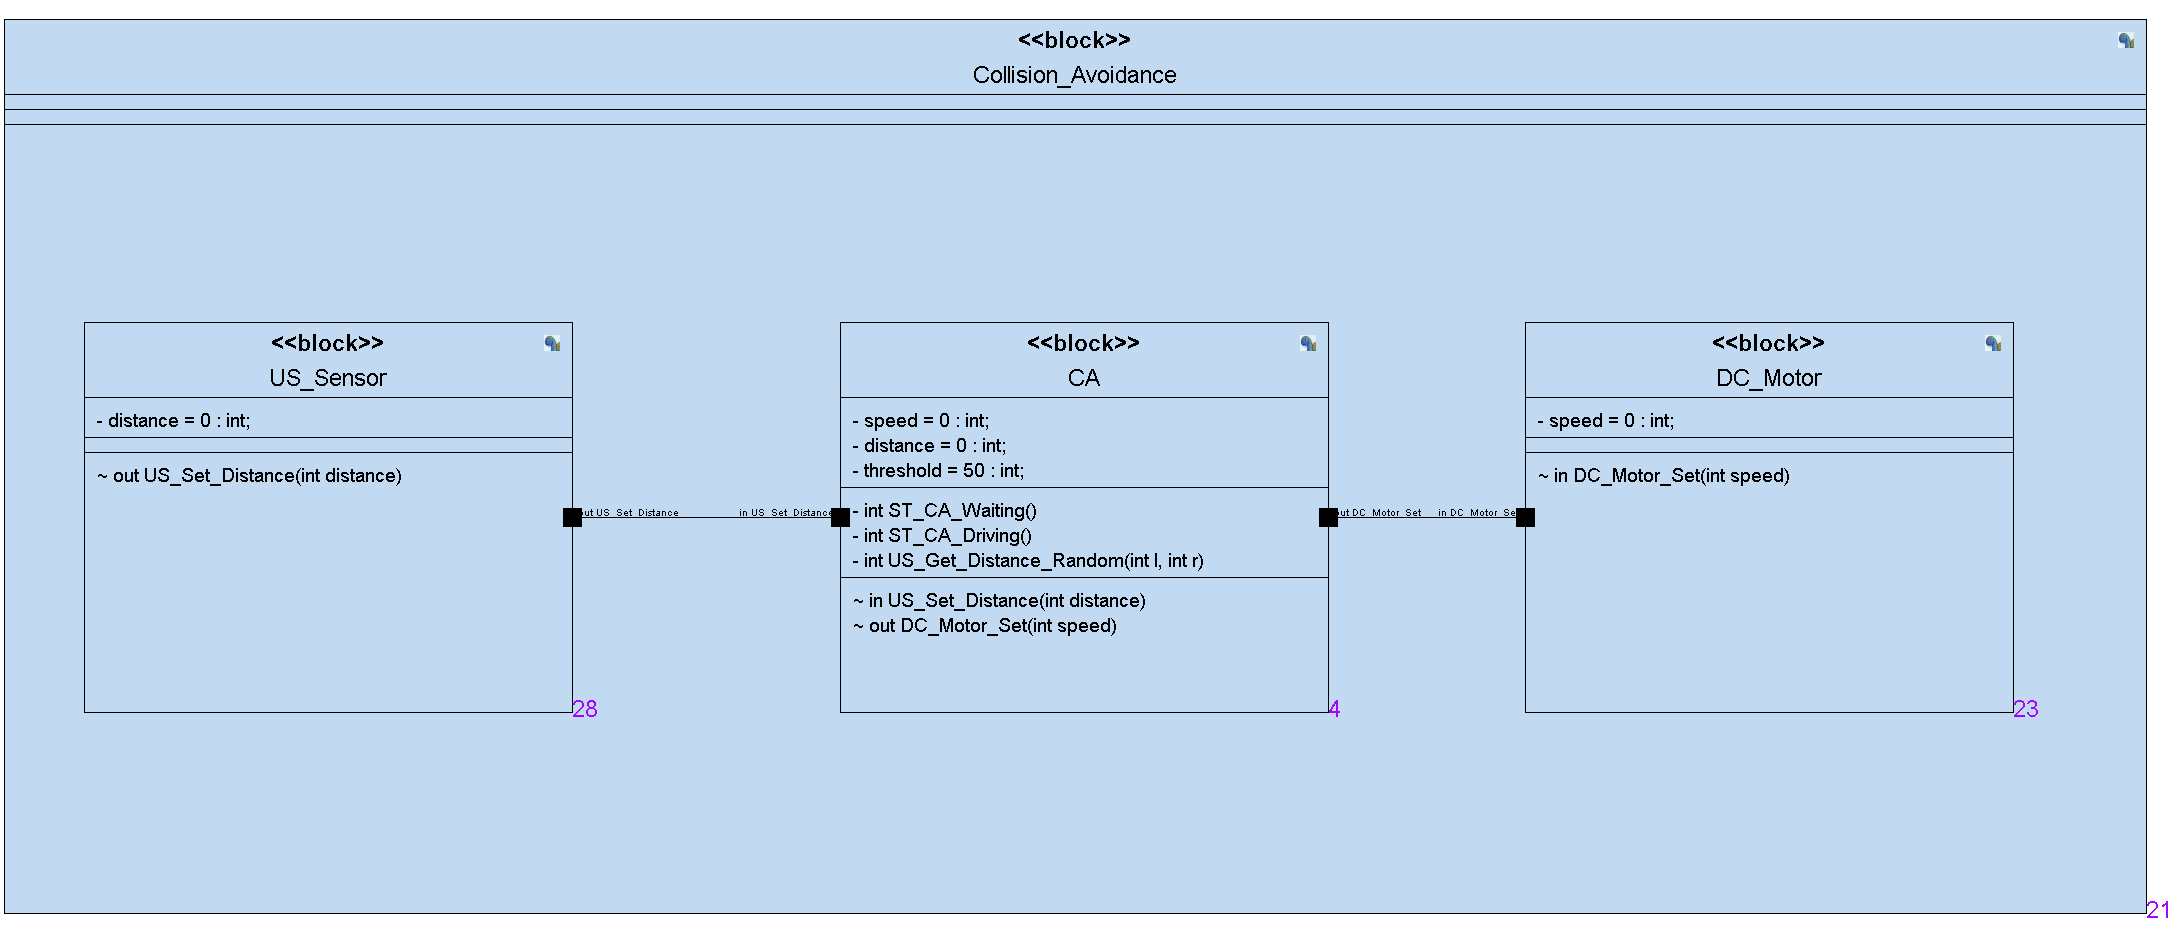 <<block>>
Collision_Avoidance
<<block>>
US_Sensor
- distance = 0 : int;
~ out US_Set_Distance(int distance)
28
out US_Set_Distance
in US_Set_Distance
<<block>>
CA
- speed = 0 : int;
- distance = 0 : int;
- threshold = 50 : int;
- int ST_CA_Waiting()
- int ST_CA_Driving()
- int US_Get_Distance_Random(int l, int r)
~ in US_Set_Distance(int distance)
~ out DC_Motor_Set(int speed)
4
out DC_Motor_Set
in DC_Motor_Set
<<block>>
DC_Motor
- speed = 0 : int;
~ in DC_Motor_Set(int speed)
23
21